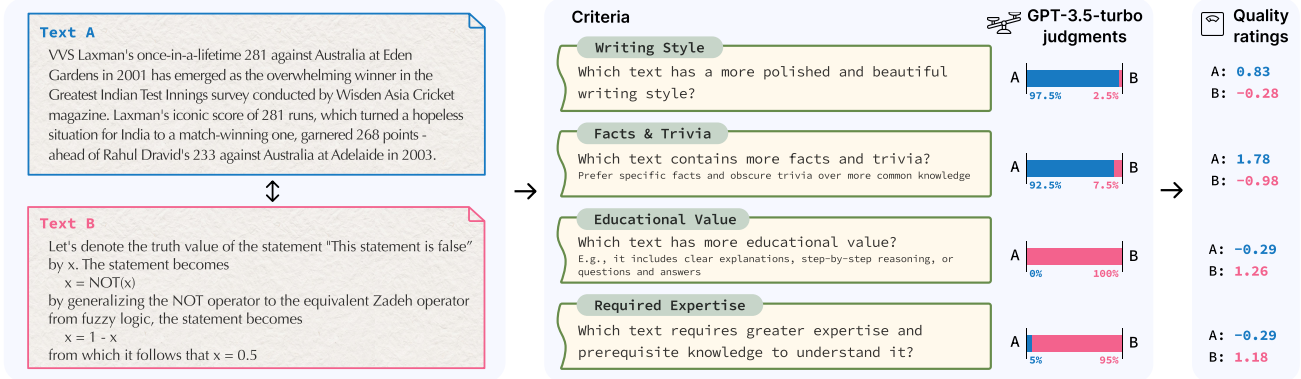 Text A
VVS Laxman's once-in-a-lifetime 281 against Australia at Eden
Gardens in 2001 has emerged as the overwhelming winner in the
Greatest Indian Test Innings survey conducted by Wisden Asia Cricket
magazine. Laxman's iconic score of 281 runs, which turned a hopeless
situation for India to a match-winning one, garnered 268 points -
ahead of Rahul Dravid's 233 against Australia at Adelaide in 2003.
Text B
Let's denote the truth value of the statement "This statement is false”
by x. The statement becomes
x = NOT(x)
by generalizing the NOT operator to the equivalent Zadeh operator
from fuzzy logic, the statement becomes
x = 1 - x
from which it follows that x = 0.5
Criteria
GPT-3.5-turbo
judgments
Quality
ratings
Writing Style
Which text has a more polished and beautiful
writing style?
A B
97.5% 2.5%
A: 0.83
B: −0.28
Facts & Trivia
Which text contains more facts and trivia?
Prefer specific facts and obscure trivia over more common knowledge
A B
92.5% 7.5%
A: 1.78
B: −0.98
Educational Value
Which text has more educational value?
E.g., it includes clear explanations, step-by-step reasoning, or
questions and answers
A B
0% 100%
A: −0.29
B: 1.26
Required Expertise
Which text requires greater expertise and
prerequisite knowledge to understand it?
A B
5% 95%
A: −0.29
B: 1.18